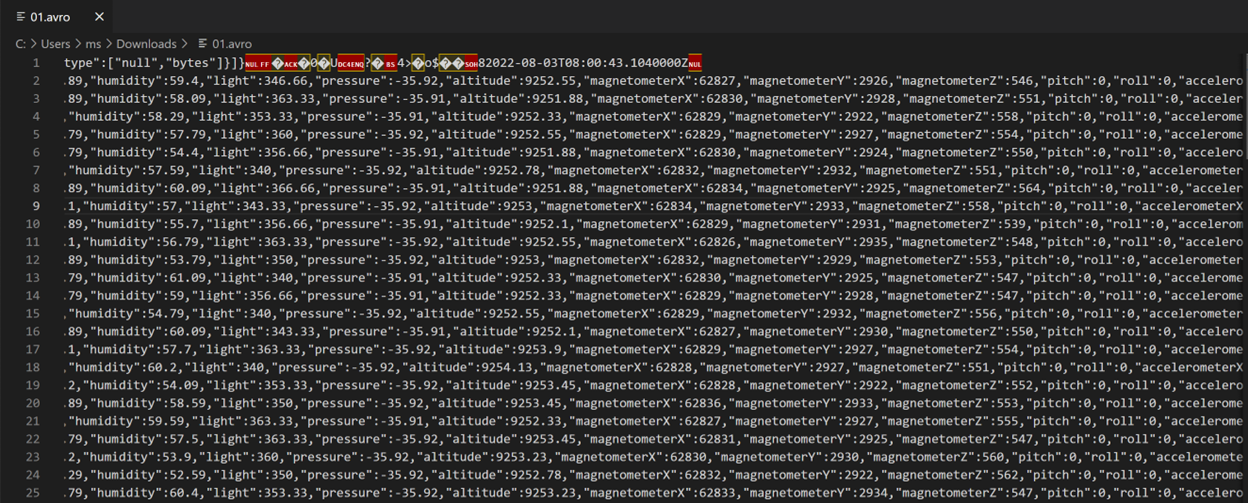 01.avro
C: > Users > ms > Downloads > 01.avro
1 type":["null","bytes"]}]}NUL FF �ACK�0�UDC4ENQ?�BS4>�o$��SOH82022-08-03T08:00:43.1040000ZNUL
2 .89,"humidity":59.4,"light":346.66,"pressure":-35.92,"altitude":9252.55,"magnetometerX":62827,"magnetometerY":2926,"magnetometerZ":546,"pitch":0,"roll":0,"accelero
3 .89,"humidity":58.09,"light":363.33,"pressure":-35.91,"altitude":9251.88,"magnetometerX":62830,"magnetometerY":2928,"magnetometerZ":551,"pitch":0,"roll":0,"acceler
4 ,"humidity":58.29,"light":353.33,"pressure":-35.91,"altitude":9252.33,"magnetometerX":62829,"magnetometerY":2922,"magnetometerZ":558,"pitch":0,"roll":0,"accelerome
5 .79,"humidity":57.79,"light":360,"pressure":-35.92,"altitude":9252.55,"magnetometerX":62829,"magnetometerY":2927,"magnetometerZ":554,"pitch":0,"roll":0,"accelerome
6 .79,"humidity":54.4,"light":356.66,"pressure":-35.91,"altitude":9251.88,"magnetometerX":62830,"magnetometerY":2924,"magnetometerZ":550,"pitch":0,"roll":0,"accelero
7 ,"humidity":57.59,"light":340,"pressure":-35.92,"altitude":9252.78,"magnetometerX":62832,"magnetometerY":2932,"magnetometerZ":551,"pitch":0,"roll":0,"accelerometer
8 .89,"humidity":60.09,"light":366.66,"pressure":-35.91,"altitude":9251.88,"magnetometerX":62834,"magnetometerY":2925,"magnetometerZ":564,"pitch":0,"roll":0,"acceler
9 .1,"humidity":57,"light":343.33,"pressure":-35.92,"altitude":9253,"magnetometerX":62834,"magnetometerY":2933,"magnetometerZ":558,"pitch":0,"roll":0,"accelerometerX
10 .89,"humidity":55.7,"light":356.66,"pressure":-35.91,"altitude":9252.1,"magnetometerX":62829,"magnetometerY":2931,"magnetometerZ":539,"pitch":0,"roll":0,"accelerom
11 .1,"humidity":56.79,"light":363.33,"pressure":-35.92,"altitude":9252.55,"magnetometerX":62826,"magnetometerY":2935,"magnetometerZ":548,"pitch":0,"roll":0,"accelero
12 .89,"humidity":53.79,"light":350,"pressure":-35.92,"altitude":9253,"magnetometerX":62832,"magnetometerY":2929,"magnetometerZ":553,"pitch":0,"roll":0,"accelerometer
13 .79,"humidity":61.09,"light":340,"pressure":-35.91,"altitude":9252.33,"magnetometerX":62830,"magnetometerY":2925,"magnetometerZ":547,"pitch":0,"roll":0,"accelerome
14 .79,"humidity":59,"light":356.66,"pressure":-35.91,"altitude":9252.33,"magnetometerX":62829,"magnetometerY":2928,"magnetometerZ":547,"pitch":0,"roll":0,"accelerome
15 ,"humidity":54.79,"light":340,"pressure":-35.92,"altitude":9252.55,"magnetometerX":62829,"magnetometerY":2932,"magnetometerZ":556,"pitch":0,"roll":0,"accelerometer
16 .89,"humidity":60.09,"light":343.33,"pressure":-35.91,"altitude":9252.1,"magnetometerX":62827,"magnetometerY":2930,"magnetometerZ":550,"pitch":0,"roll":0,"accelero
17 .1,"humidity":57.7,"light":363.33,"pressure":-35.92,"altitude":9253.9,"magnetometerX":62829,"magnetometerY":2927,"magnetometerZ":554,"pitch":0,"roll":0,"accelerome
18 ,"humidity":60.2,"light":340,"pressure":-35.92,"altitude":9254.13,"magnetometerX":62828,"magnetometerY":2927,"magnetometerZ":551,"pitch":0,"roll":0,"accelerometerX
19 .2,"humidity":54.09,"light":353.33,"pressure":-35.92,"altitude":9253.45,"magnetometerX":62828,"magnetometerY":2922,"magnetometerZ":552,"pitch":0,"roll":0,"accelero
20 .89,"humidity":58.59,"light":350,"pressure":-35.92,"altitude":9253.45,"magnetometerX":62836,"magnetometerY":2933,"magnetometerZ":553,"pitch":0,"roll":0,"accelerome
21 ,"humidity":59.59,"light":363.33,"pressure":-35.91,"altitude":9252.33,"magnetometerX":62827,"magnetometerY":2927,"magnetometerZ":555,"pitch":0,"roll":0,"accelerome
22 .79,"humidity":57.5,"light":363.33,"pressure":-35.92,"altitude":9253.45,"magnetometerX":62831,"magnetometerY":2925,"magnetometerZ":547,"pitch":0,"roll":0,"accelero
23 .2,"humidity":53.9,"light":360,"pressure":-35.92,"altitude":9253.23,"magnetometerX":62830,"magnetometerY":2930,"magnetometerZ":560,"pitch":0,"roll":0,"acceleromete
24 .29,"humidity":52.59,"light":350,"pressure":-35.92,"altitude":9252.78,"magnetometerX":62832,"magnetometerY":2922,"magnetometerZ":562,"pitch":0,"roll":0,"accelerome
25 .79,"humidity":60.4,"light":353.33,"pressure":-35.92,"altitude":9253.23,"magnetometerX":62833,"magnetometerY":2934,"magnetometerZ":547,"pitch":0,"roll":0,"accelero